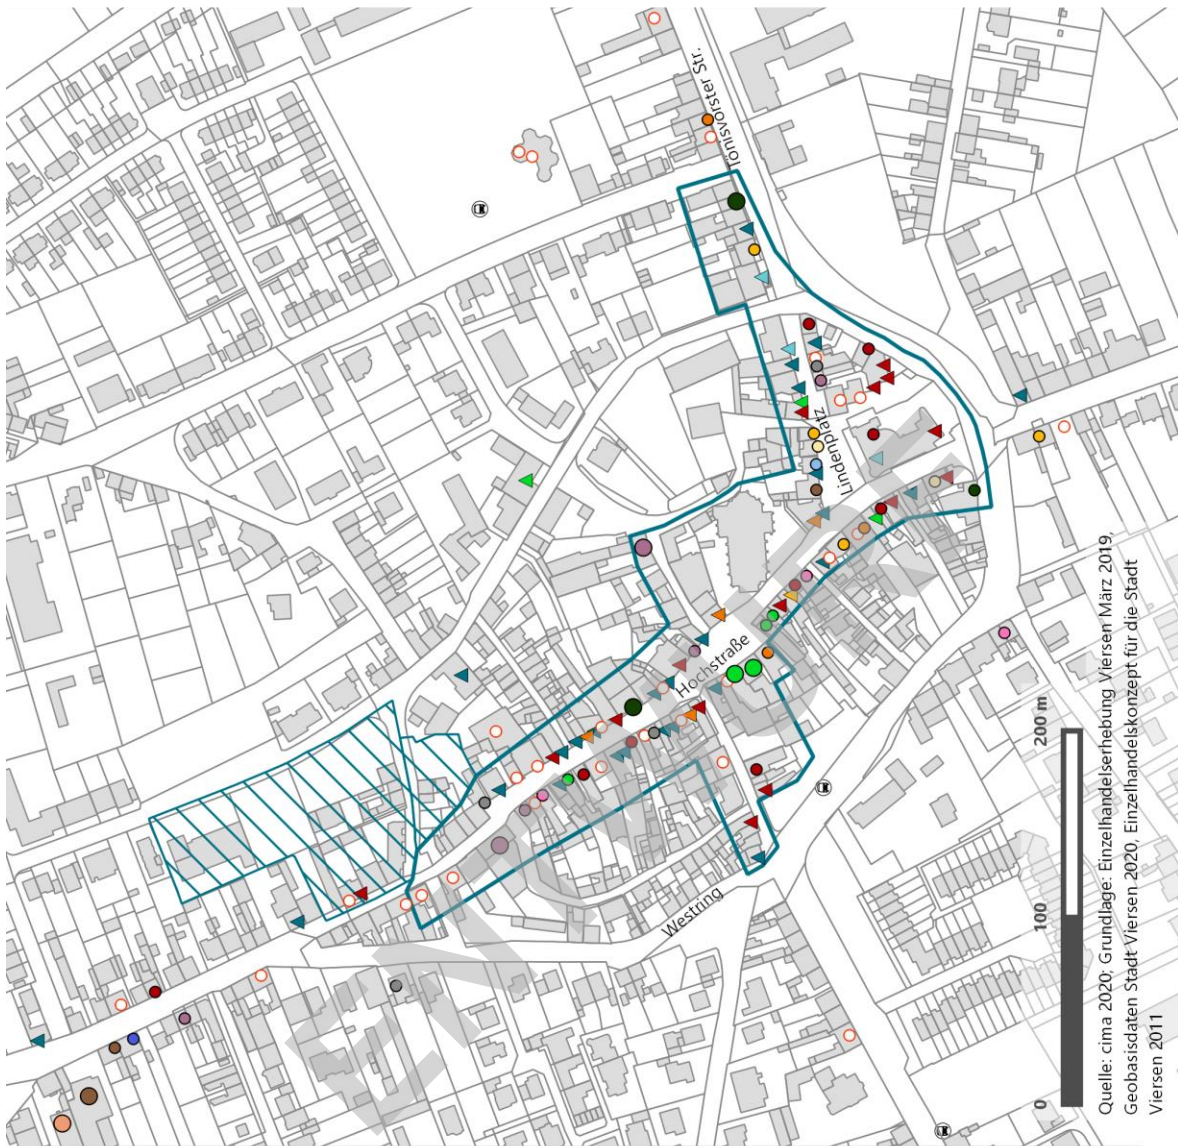 Tönisvorster Str.
Lindenplatz
Hochstraße
Westring
ENTWURF
0 100 200 m
Quelle: cima 2020; Grundlage: Einzelhandelserhebung Viersen März 2019,
Geobasisdaten Stadt Viersen 2020, Einzelhandelskonzept für die Stadt
Viersen 2011